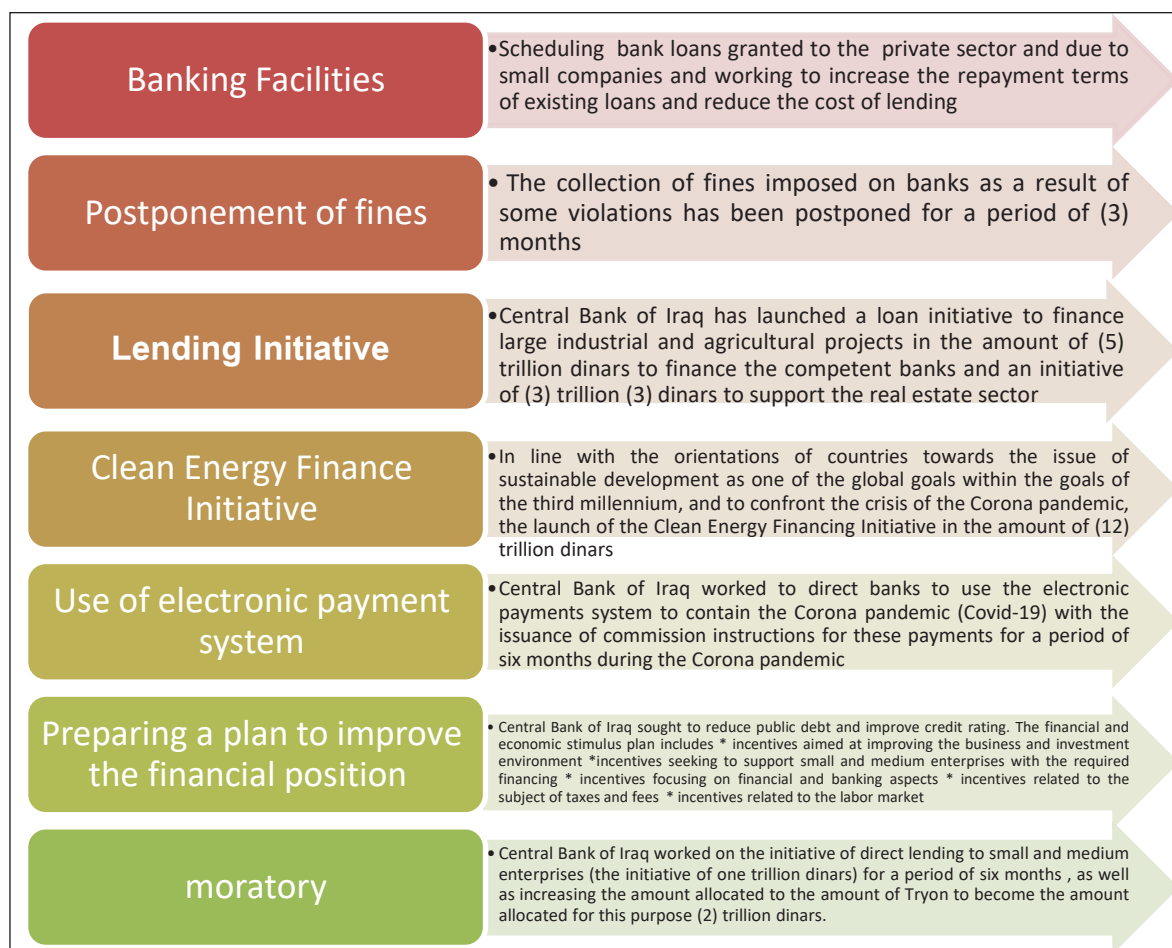 Banking Facilities
•Scheduling bank loans granted to the private sector and due to
small companies and working to increase the repayment terms
of existing loans and reduce the cost of lending
Postponement of fines
• The collection of fines imposed on banks as a result of
some violations has been postponed for a period of (3)
months
Lending Initiative
•Central Bank of Iraq has launched a loan initiative to finance
large industrial and agricultural projects in the amount of (5)
trillion dinars to finance the competent banks and an initiative
of (3) trillion (3) dinars to support the real estate sector
Clean Energy Finance
Initiative
•In line with the orientations of countries towards the issue of
sustainable development as one of the global goals within the goals of
the third millennium, and to confront the crisis of the Corona pandemic,
the launch of the Clean Energy Financing Initiative in the amount of (12)
trillion dinars
Use of electronic payment
system
•Central Bank of Iraq worked to direct banks to use the electronic
payments system to contain the Corona pandemic (Covid-19) with the
issuance of commission instructions for these payments for a period of
six months during the Corona pandemic
Preparing a plan to improve
the financial position
•Central Bank of Iraq sought to reduce public debt and improve credit rating. The financial and
economic stimulus plan includes * incentives aimed at improving the business and investment
environment *incentives seeking to support small and medium enterprises with the required
financing * incentives focusing on financial and banking aspects * incentives related to the
subject of taxes and fees * incentives related to the labor market
moratory
•Central Bank of Iraq worked on the initiative of direct lending to small and medium
enterprises (the initiative of one trillion dinars) for a period of six months , as well
as increasing the amount allocated to the amount of Tryon to become the amount
allocated for this purpose (2) trillion dinars.